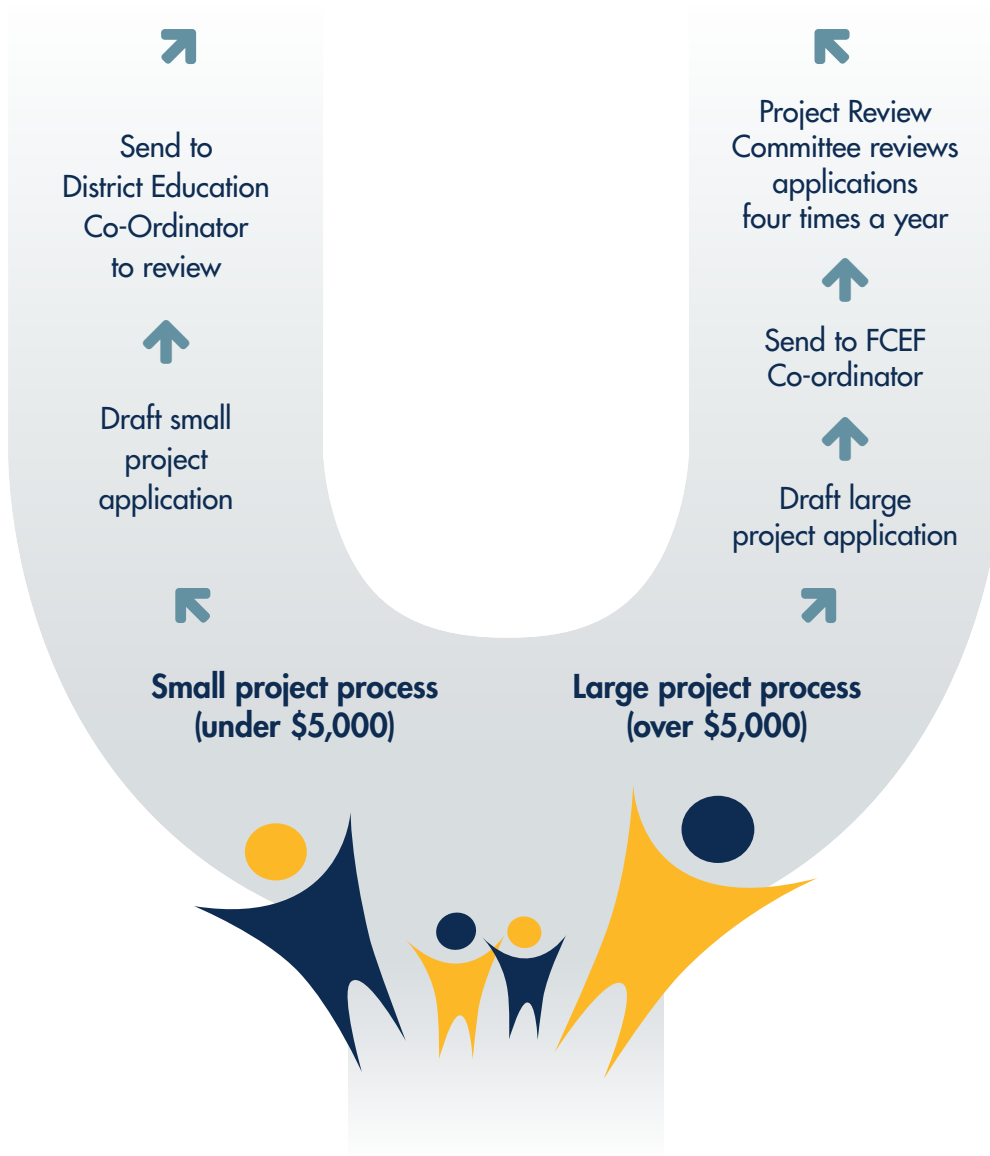 Send to
District Education
Co-Ordinator
to review
Draft small
project
application
Small project process
(under $5,000)
Project Review
Committee reviews
applications
four times a year
Send to FCEF
Co-ordinator
Draft large
project application
Large project process
(over $5,000)